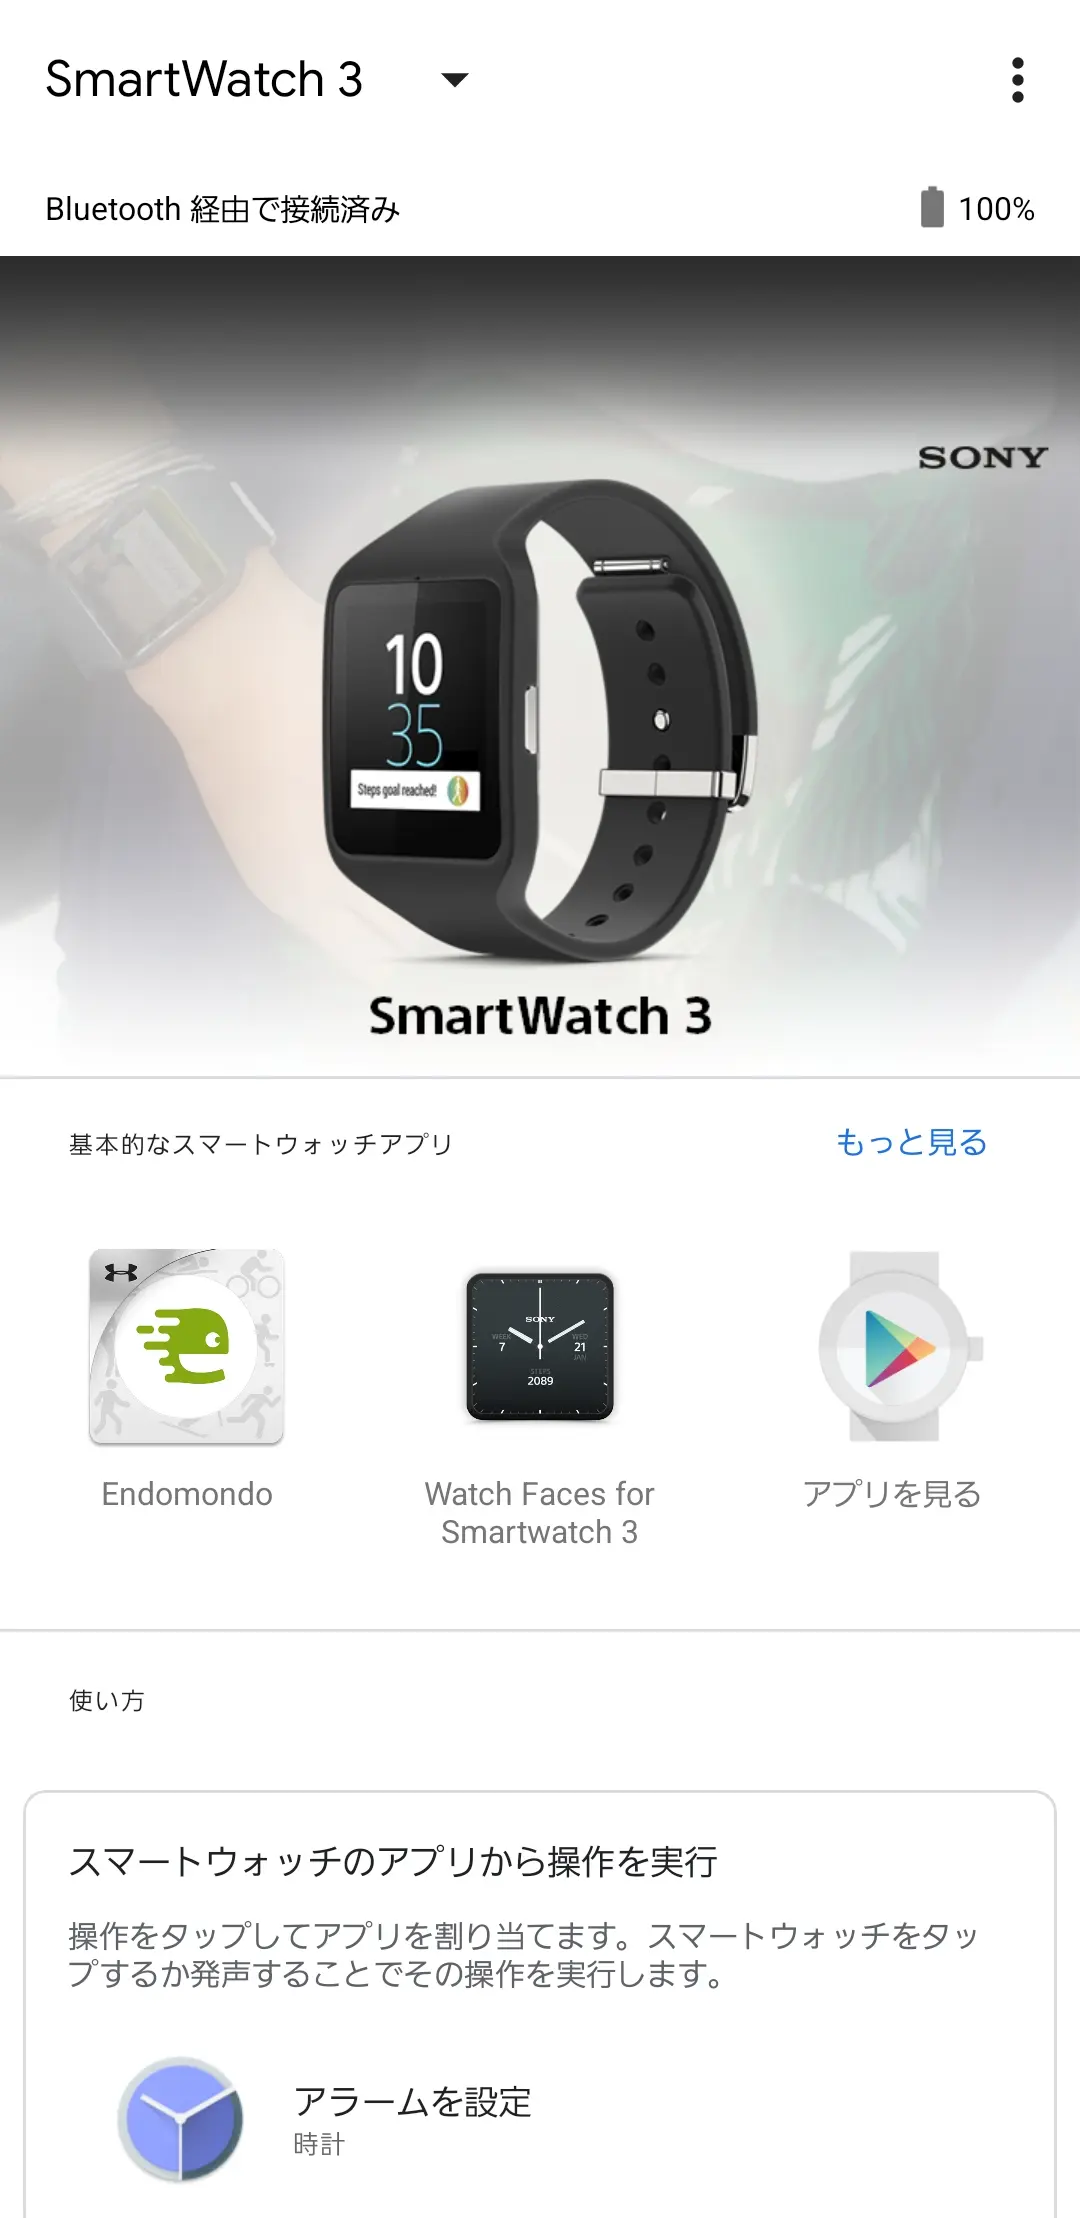 SmartWatch 3
Bluetooth 経由で接続済み
100%
SONY
10
35
Steps goal reached!
SmartWatch 3
基本的なスマートウォッチアプリ
もっと見る
SONY
WEEK
7
WED
21
JAN
STEPS
2089
Endomondo
Watch Faces for
Smartwatch 3
アプリを見る
使い方
スマートウォッチのアプリから操作を実行
操作をタップしてアプリを割り当てます。スマートウォッチをタッ
プするか発声することでその操作を実行します。
アラームを設定
時計